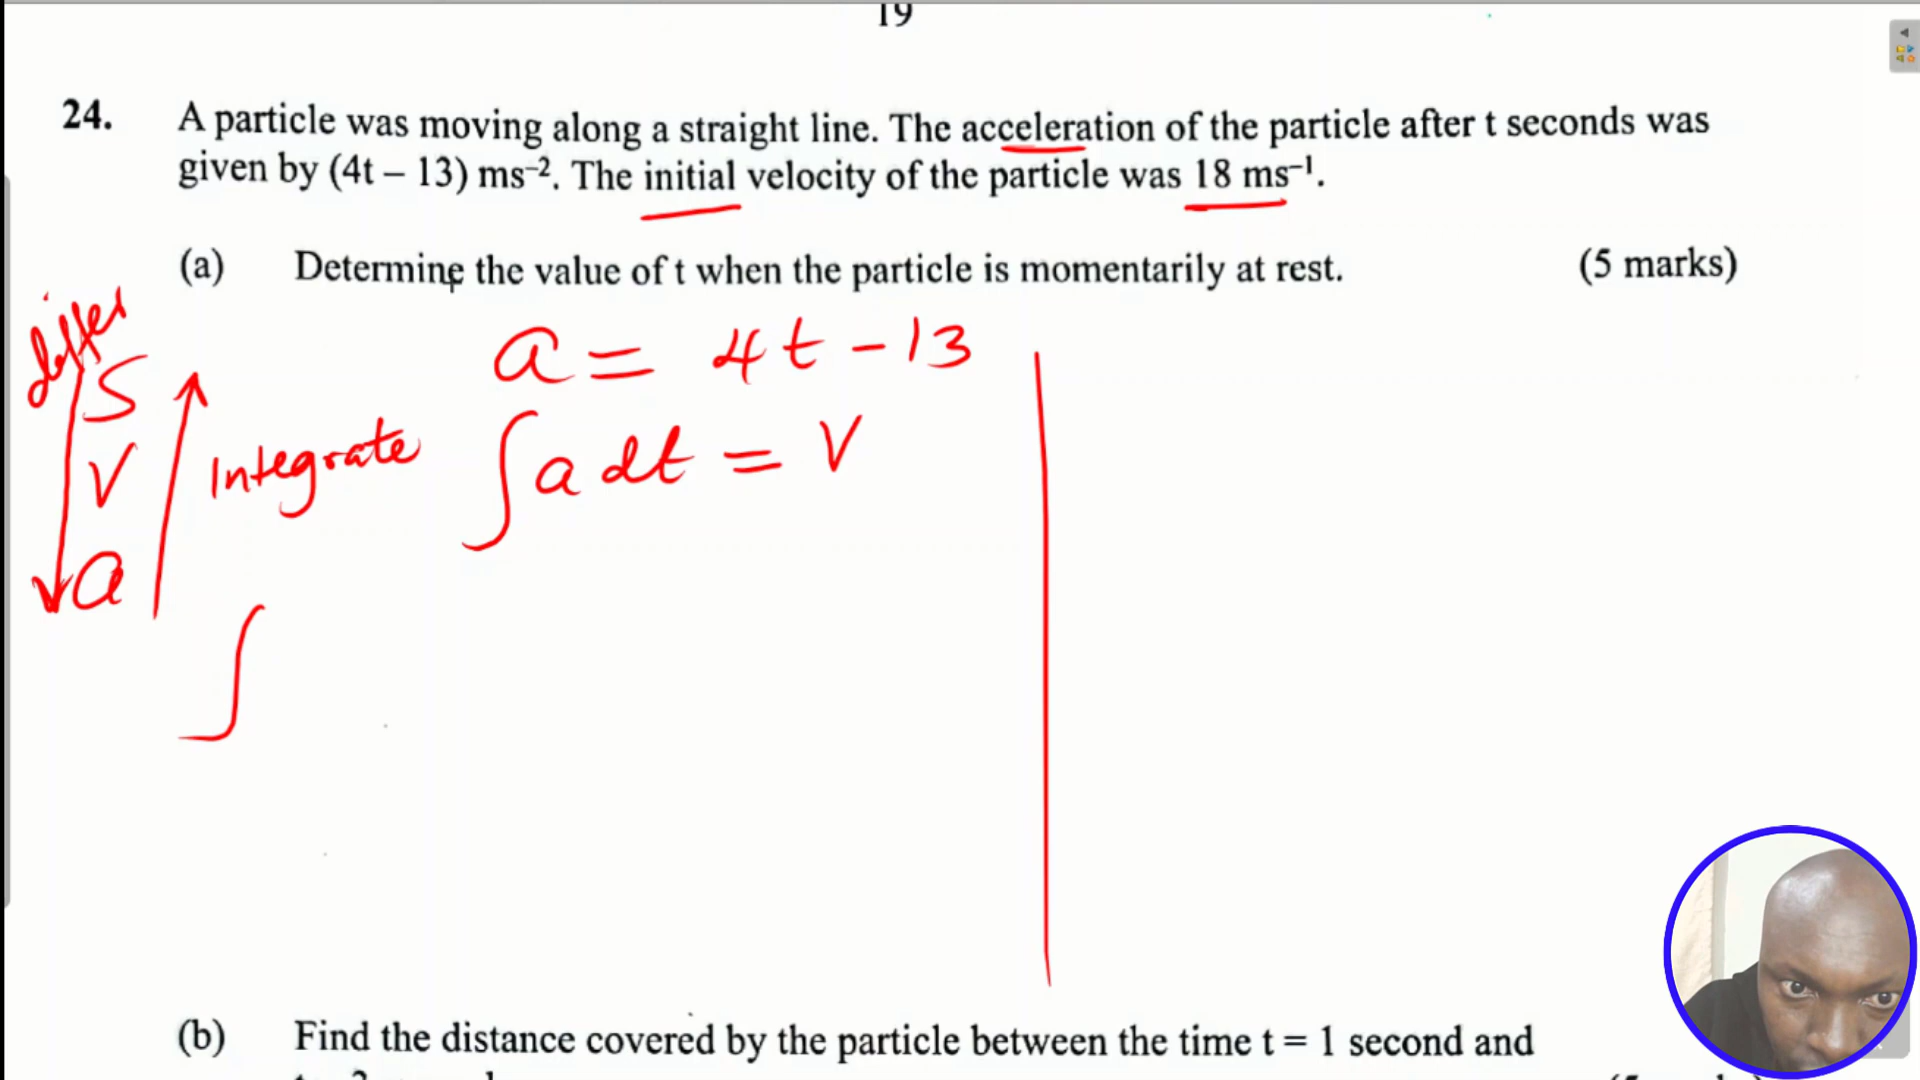 19
24. A particle was moving along a straight line. The acceleration of the particle after t seconds was
given by (4t – 13) ms⁻². The initial velocity of the particle was 18 ms⁻¹.
(a) Determine the value of t when the particle is momentarily at rest. (5 marks)
differ
S
V
a
Integrate
a = 4t - 13
∫ a dt = V
∫
(b) Find the distance covered by the particle between the time t = 1 second and